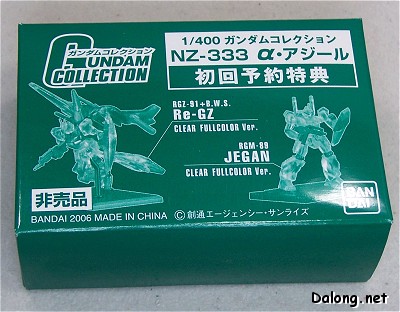 ガンダムコレクション
GUNDAM
COLLECTION
1/400 ガンダムコレクション
NZ-333 α・アジール
初回予約特典
RGZ-91+B.W.S.
Re-GZ
CLEAR FULLCOLOR Ver.
RGM-89
JEGAN
CLEAR FULLCOLOR Ver.
非売品
BAN
DAI
BANDAI 2006 MADE IN CHINA ©創通エージェンシー・サンライズ
Dalong.net